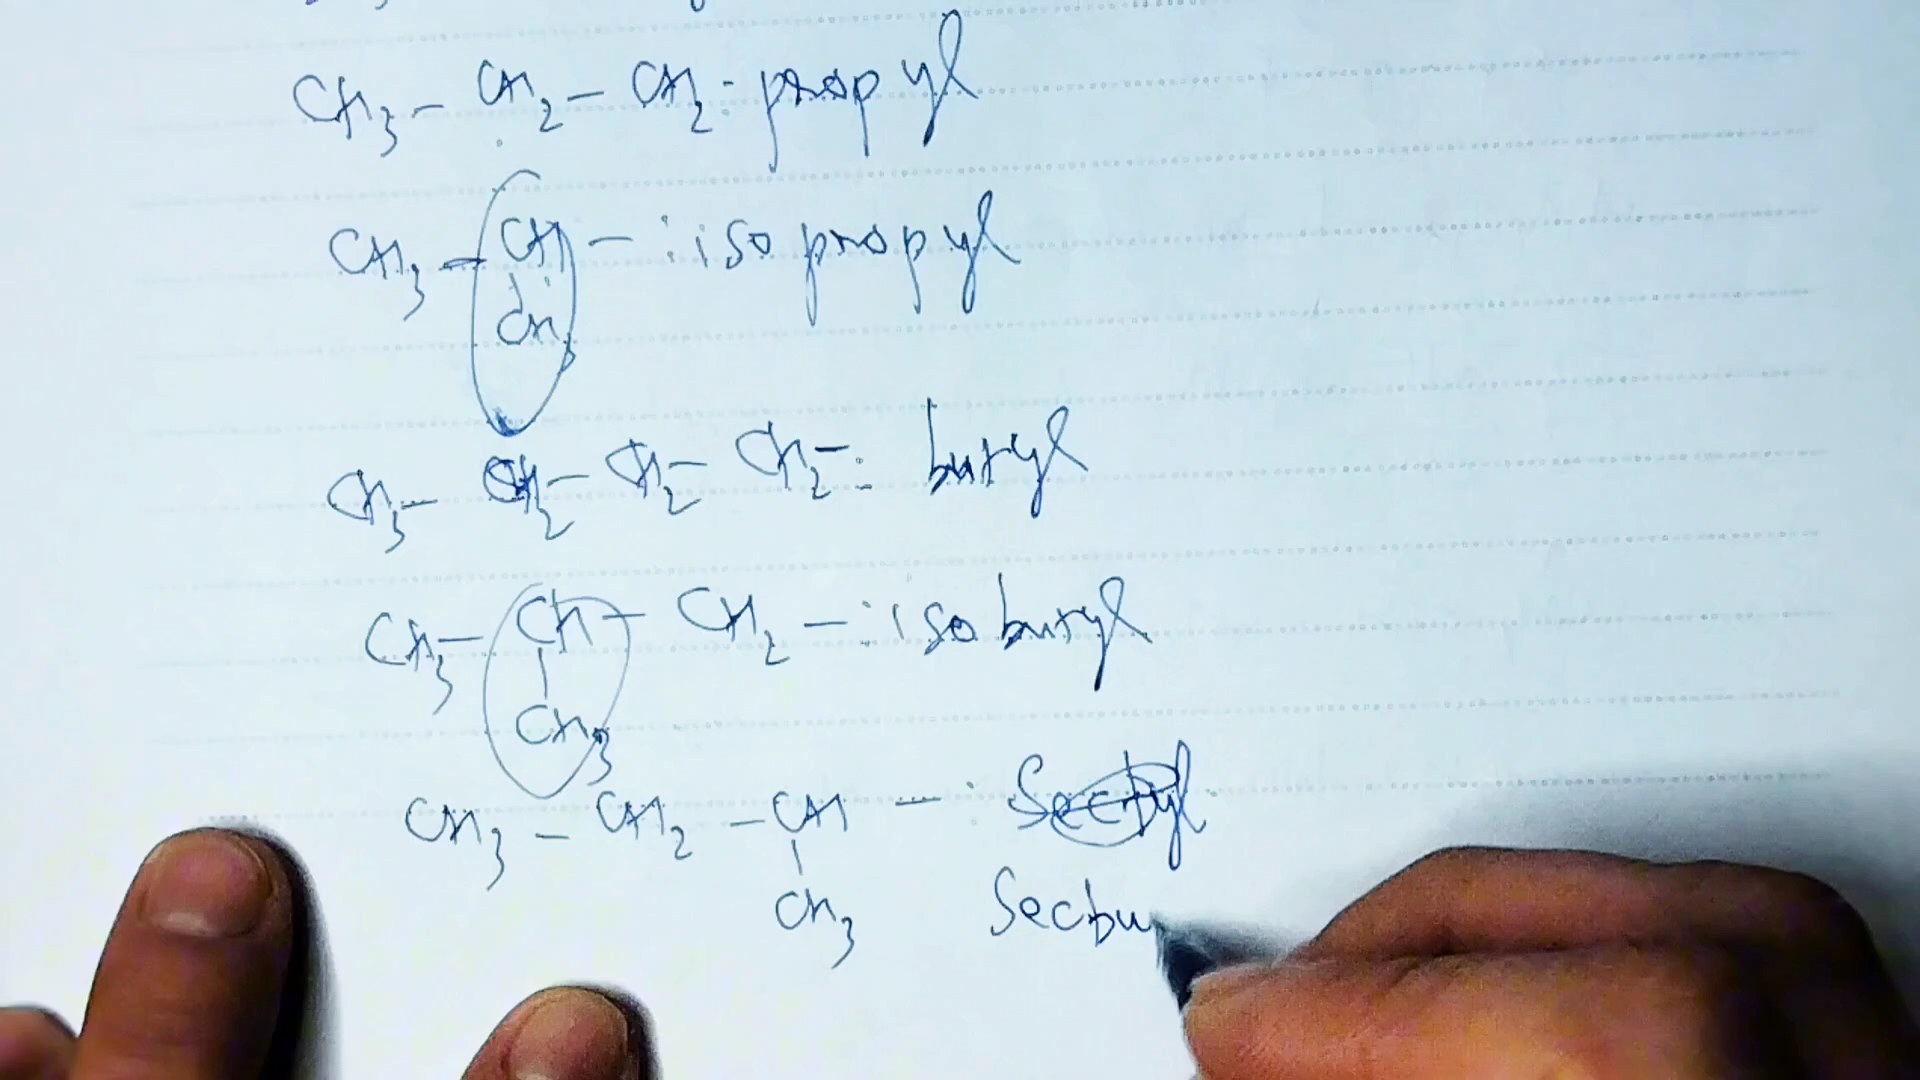 CH3 - CH2 - CH2 : propyl
CH3 - CH - : isopropyl
CH3
CH3 - CH2 - CH2 - CH2 - : butyl
CH3 - CH - CH2 - : isobutyl
CH3
CH3 - CH2 - CH - :
CH3 Secbu